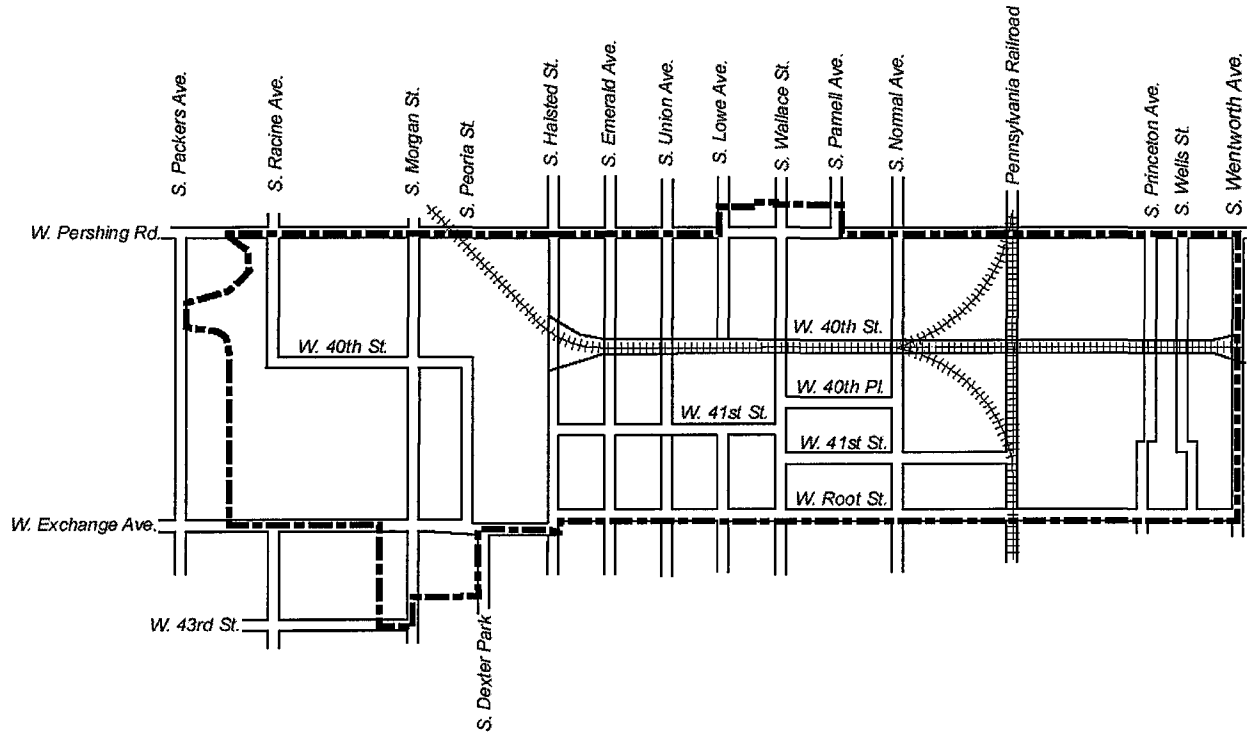 S. Packers Ave.
S. Racine Ave.
S. Morgan St.
S. Peoria St.
S. Halsted St.
S. Emerald Ave.
S. Union Ave.
S. Lowe Ave.
S. Wallace St.
S. Parnell Ave.
S. Normal Ave.
Pennsylvania Railroad
S. Princeton Ave.
S. Wells St.
S. Wentworth Ave.
W. Pershing Rd.
W. 40th St.
W. 40th St.
W. 40th Pl.
W. 41st St.
W. 41st St.
W. Root St.
W. Exchange Ave.
W. 43rd St.
S. Dexter Park